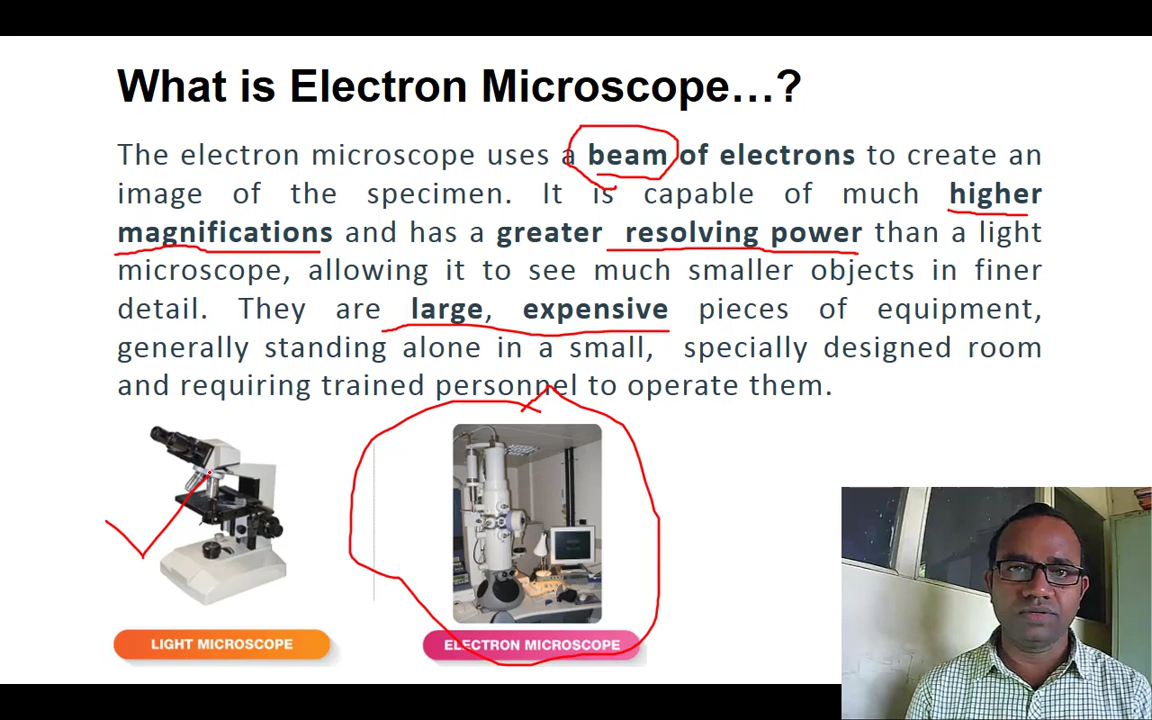 What is Electron Microscope...?
The electron microscope uses a beam of electrons to create an
image of the specimen. It is capable of much higher
magnifications and has a greater resolving power than a light
microscope, allowing it to see much smaller objects in finer
detail. They are large, expensive pieces of equipment,
generally standing alone in a small, specially designed room
and requiring trained personnel to operate them.
LIGHT MICROSCOPE
ELECTRON MICROSCOPE